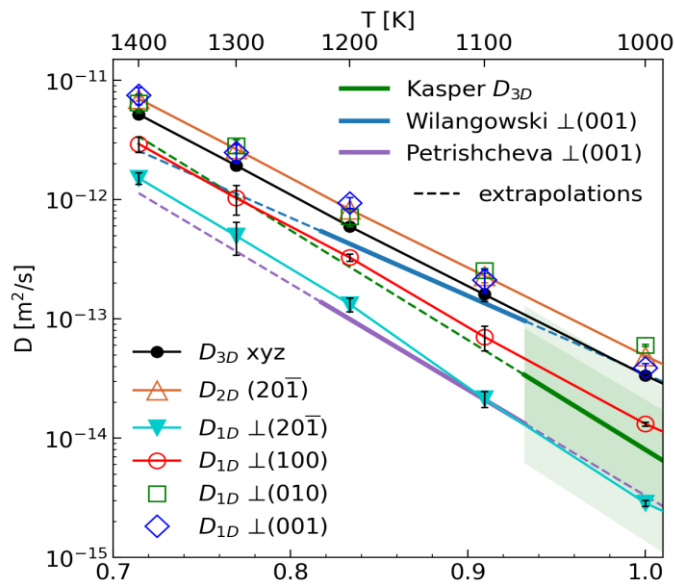 T [K]
1400 1300 1200 1100 1000
10⁻¹¹
10⁻¹²
10⁻¹³
10⁻¹⁴
10⁻¹⁵
D [m²/s]
Kasper D₃D
Wilangowski ⊥(001)
Petrishcheva ⊥(001)
extrapolations
D₃D xyz
D₂D (201̅)
D₁D ⊥(201̅)
D₁D ⊥(100)
D₁D ⊥(010)
D₁D ⊥(001)
0.7 0.8 0.9 1.0